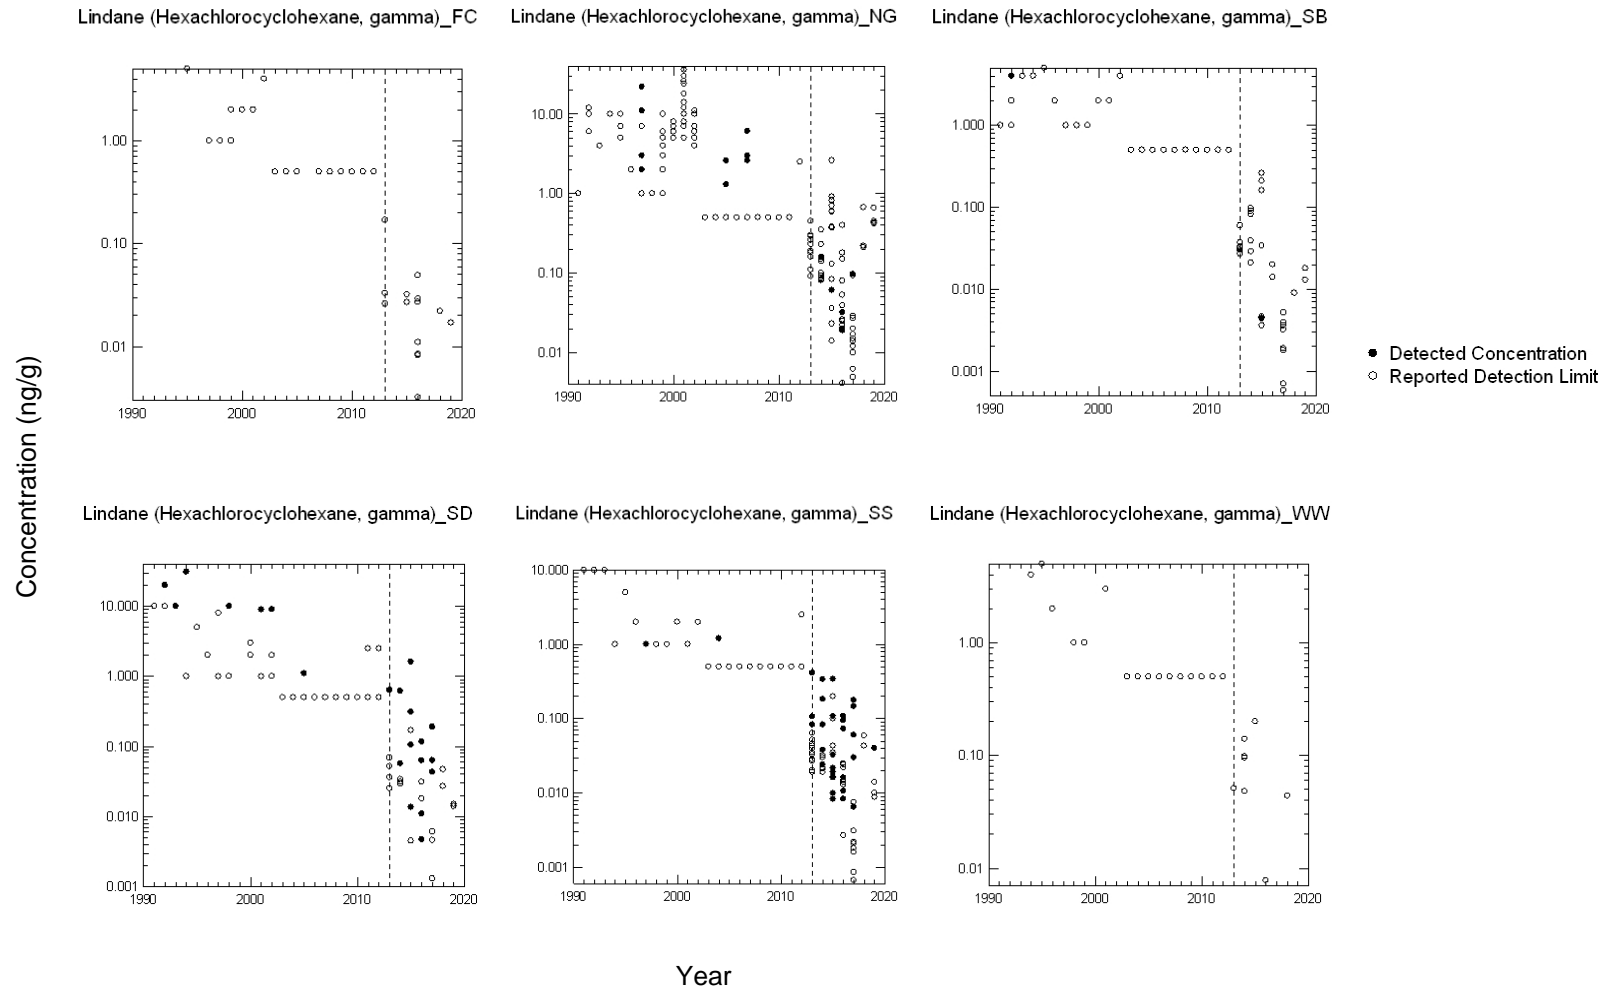 Lindane (Hexachlorocyclohexane, gamma)_FC
Lindane (Hexachlorocyclohexane, gamma)_NG
Lindane (Hexachlorocyclohexane, gamma)_SB
1.00
0.10
0.01
1990 2000 2010 2020
10.00
1.00
0.10
0.01
1990 2000 2010 2020
1.000
0.100
0.010
0.001
1990 2000 2010 2020
Detected Concentration
Reported Detection Limit
Concentration (ng/g)
Lindane (Hexachlorocyclohexane, gamma)_SD
Lindane (Hexachlorocyclohexane, gamma)_SS
Lindane (Hexachlorocyclohexane, gamma)_WW
10.000
1.000
0.100
0.010
0.001
1990 2000 2010 2020
10.000
1.000
0.100
0.010
0.001
1990 2000 2010 2020
1.00
0.10
0.01
1990 2000 2010 2020
Year